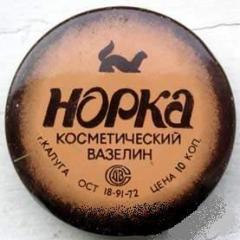 НОРКА
КОСМЕТИЧЕСКИЙ
ВАЗЕЛИН
г. КАЛУГА ОСТ 18-91-72 ЦЕНА 10 КОП.